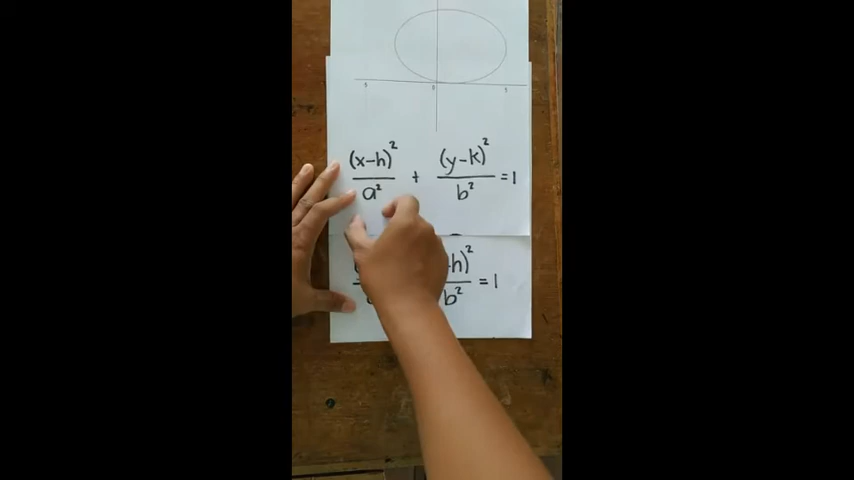 5 0 5
(x-h)² / a² + (y-k)² / b² = 1
-h)² / b² = 1